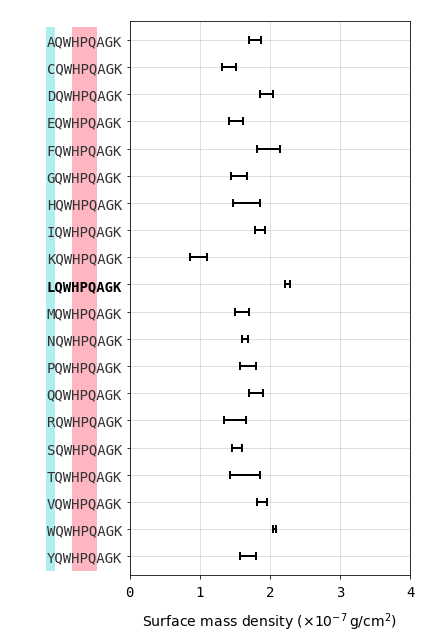 AQWHPQAGK
CQWHPQAGK
DQWHPQAGK
EQWHPQAGK
FQWHPQAGK
GQWHPQAGK
HQWHPQAGK
IQWHPQAGK
KQWHPQAGK
LQWHPQAGK
MQWHPQAGK
NQWHPQAGK
PQWHPQAGK
QQWHPQAGK
RQWHPQAGK
SQWHPQAGK
TQWHPQAGK
VQWHPQAGK
WQWHPQAGK
YQWHPQAGK
0 1 2 3 4
Surface mass density (×10⁻⁷ g/cm²)